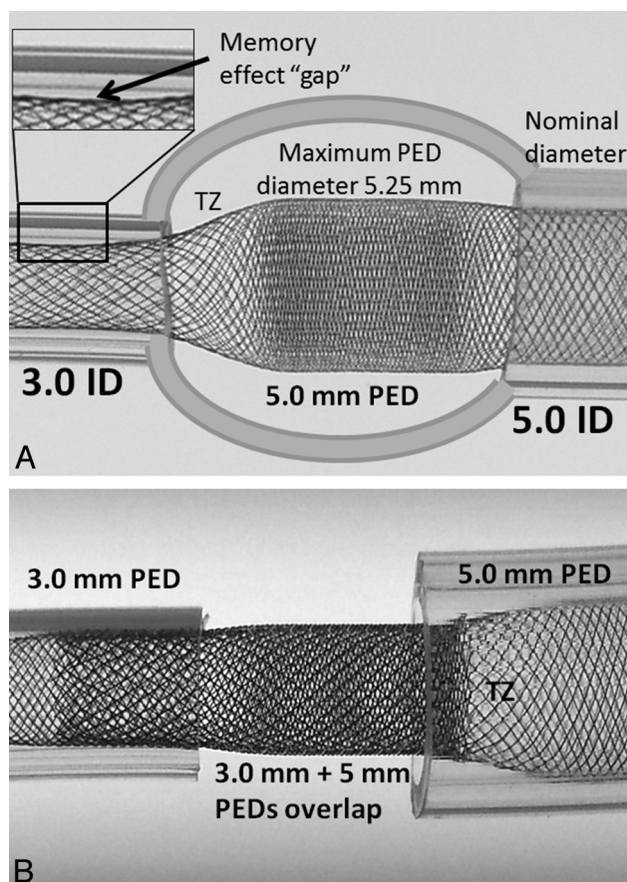 Memory
effect “gap”
Nominal
diameter
Maximum PED
diameter 5.25 mm
TZ
3.0 ID
5.0 mm PED
5.0 ID
A
3.0 mm PED
5.0 mm PED
TZ
3.0 mm + 5 mm
PEDs overlap
B